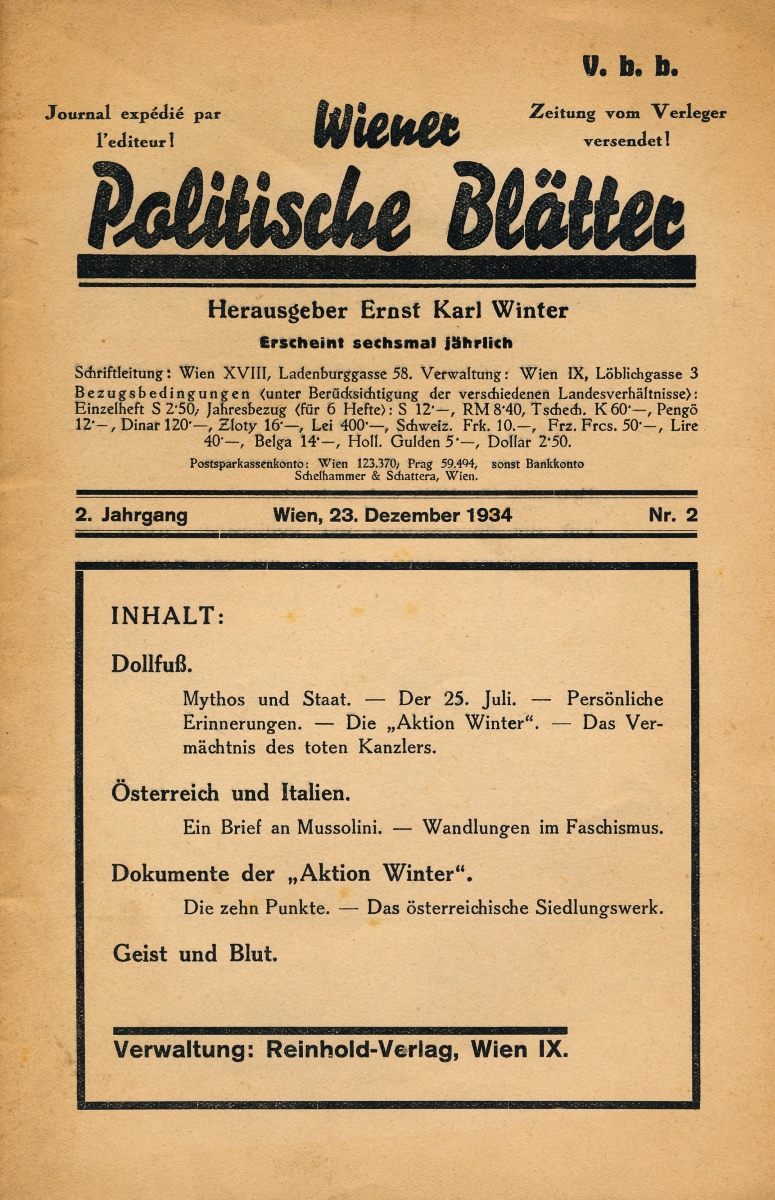 V. b. b.
Journal expédié par
l'editeur!
Wiener
Zeitung vom Verleger
versendet!
Politische Blätter
Herausgeber Ernst Karl Winter
Erscheint sechsmal jährlich
Schriftleitung: Wien XVIII, Ladenburggasse 58. Verwaltung: Wien IX, Löblichgasse 3
Bezugsbedingungen (unter Berücksichtigung der verschiedenen Landesverhältnisse):
Einzelheft S 2·50, Jahresbezug (für 6 Hefte): S 12·—, RM 8·40, Tschech. K 60·—, Pengö
12·—, Dinar 120·—, Zloty 16·—, Lei 400·—, Schweiz. Frk. 10.—, Frz. Frcs. 50·—, Lire
40·—, Belga 14·—, Holl. Gulden 5·—, Dollar 2·50.
Postsparkassenkonto: Wien 123.370, Prag 59.494, sonst Bankkonto
Schelhammer & Schattera, Wien.
2. Jahrgang Wien, 23. Dezember 1934 Nr. 2
INHALT:
Dollfuß.
Mythos und Staat. — Der 25. Juli. — Persönliche
Erinnerungen. — Die „Aktion Winter“. — Das Ver-
mächtnis des toten Kanzlers.
Österreich und Italien.
Ein Brief an Mussolini. — Wandlungen im Faschismus.
Dokumente der „Aktion Winter“.
Die zehn Punkte. — Das österreichische Siedlungswerk.
Geist und Blut.
Verwaltung: Reinhold-Verlag, Wien IX.